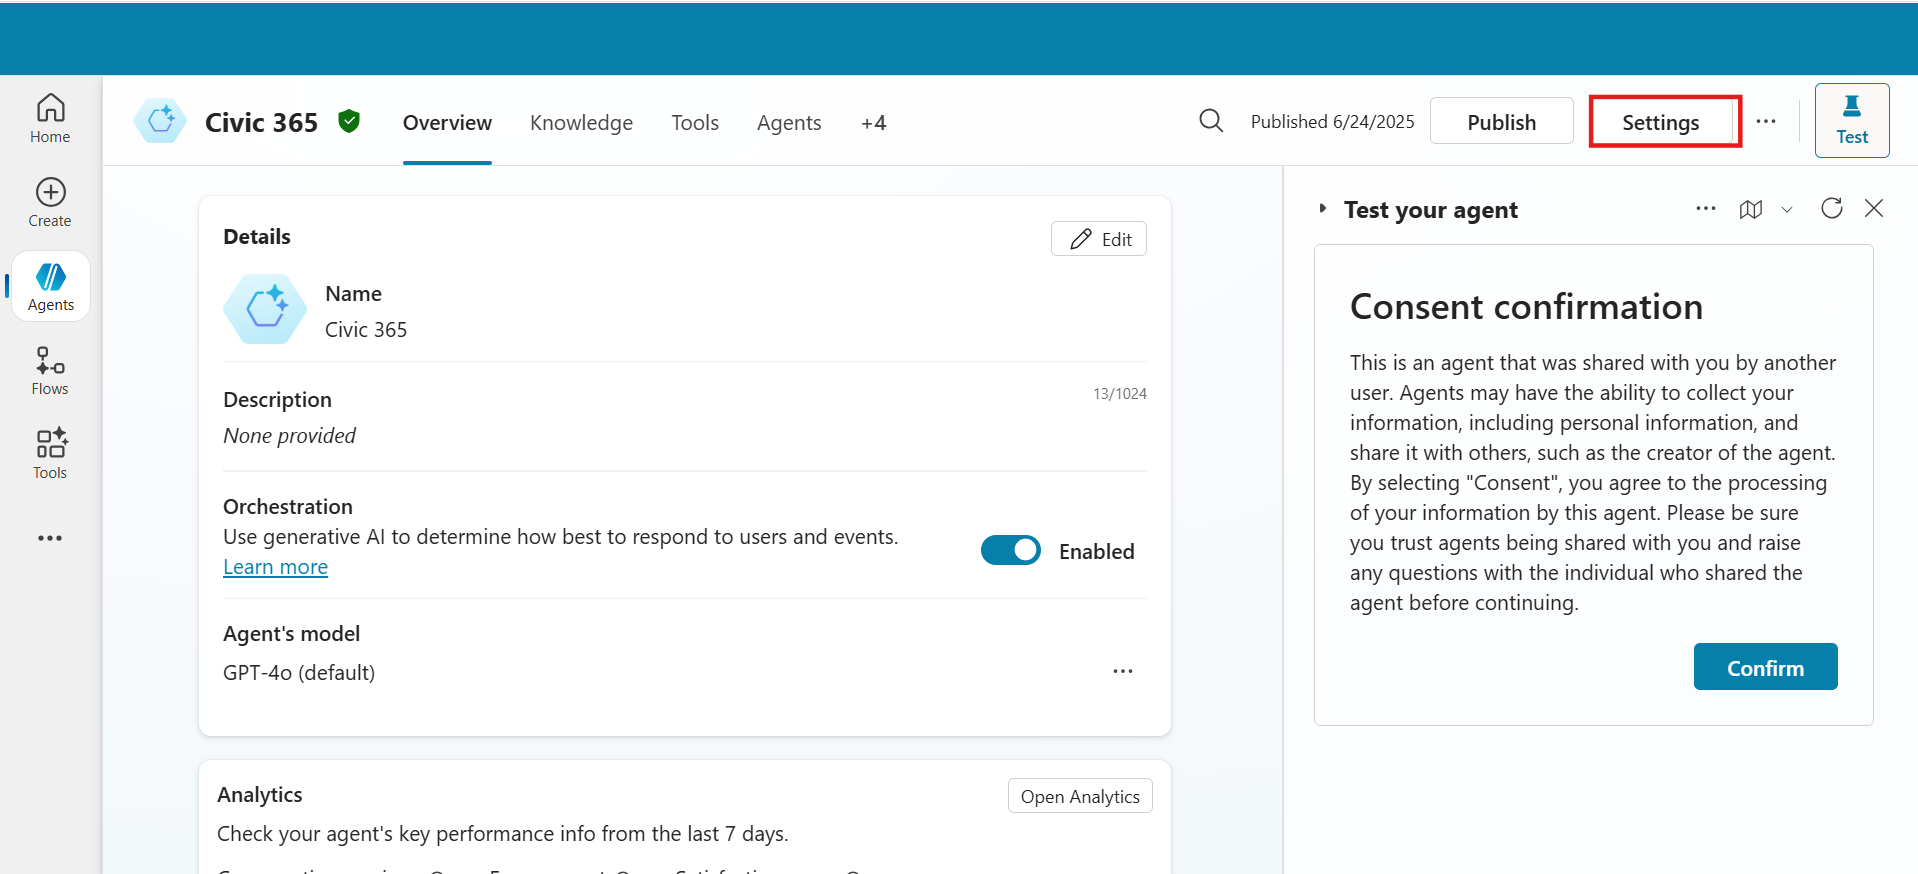 Home
Create
Agents
Flows
Tools
Civic 365
Overview
Knowledge
Tools
Agents
+4
Published 6/24/2025
Publish
Settings
Test
Details
Edit
Name
Civic 365
Description
13/1024
None provided
Orchestration
Use generative AI to determine how best to respond to users and events.
Learn more
Enabled
Agent's model
GPT-4o (default)
Analytics
Open Analytics
Check your agent's key performance info from the last 7 days.
Test your agent
Consent confirmation
This is an agent that was shared with you by another
user. Agents may have the ability to collect your
information, including personal information, and
share it with others, such as the creator of the agent.
By selecting "Consent", you agree to the processing
of your information by this agent. Please be sure
you trust agents being shared with you and raise
any questions with the individual who shared the
agent before continuing.
Confirm